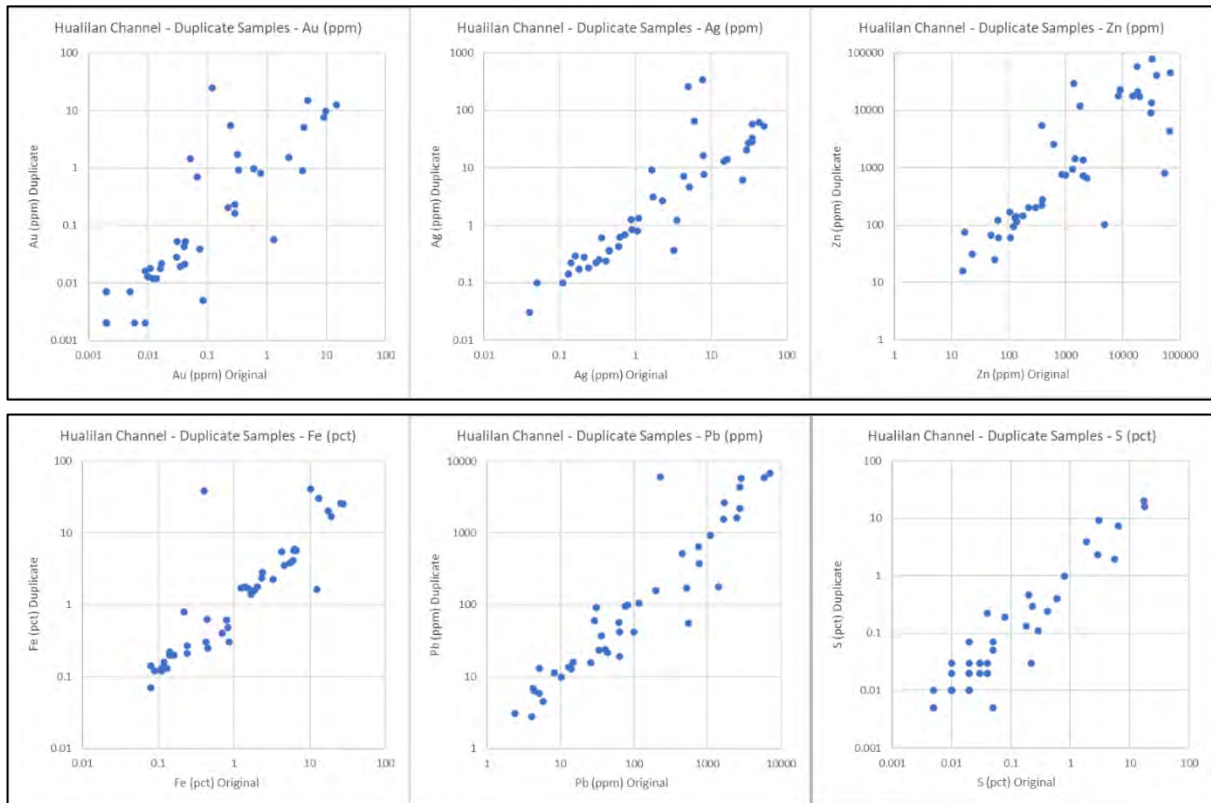 Hualilan Channel - Duplicate Samples - Au (ppm)
100
10
1
0.1
0.01
0.001
0.001 0.01 0.1 1 10 100
Au (ppm) Duplicate
Au (ppm) Original
Hualilan Channel - Duplicate Samples - Ag (ppm)
1000
100
10
1
0.1
0.01
0.01 0.1 1 10 100
Ag (ppm) Duplicate
Ag (ppm) Original
Hualilan Channel - Duplicate Samples - Zn (ppm)
100000
10000
1000
100
10
1
1 10 100 1000 10000 100000
Zn (ppm) Duplicate
Zn (ppm) Original
Hualilan Channel - Duplicate Samples - Fe (pct)
100
10
1
0.1
0.01
0.01 0.1 1 10 100
Fe (pct) Duplicate
Fe (pct) Original
Hualilan Channel - Duplicate Samples - Pb (ppm)
10000
1000
100
10
1
1 10 100 1000 10000
Pb (ppm) Duplicate
Pb (ppm) Original
Hualilan Channel - Duplicate Samples - S (pct)
100
10
1
0.1
0.01
0.001
0.001 0.01 0.1 1 10 100
S (pct) Duplicate
S (pct) Original